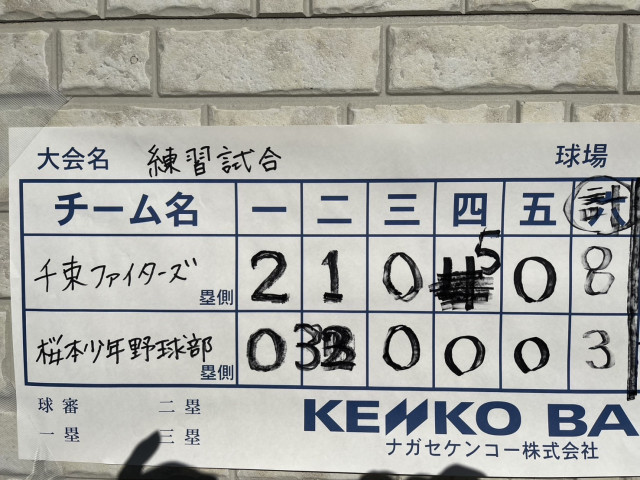 大会名 練習試合 球場
チーム名 一 二 三 四 五 計
千束ファイターズ 塁側 2 1 0 5 0 8
桜本少年野球部 塁側 0 3 0 0 0 3
球審 二塁
一塁 三塁
KENKO BA
ナガセケンコー株式会社